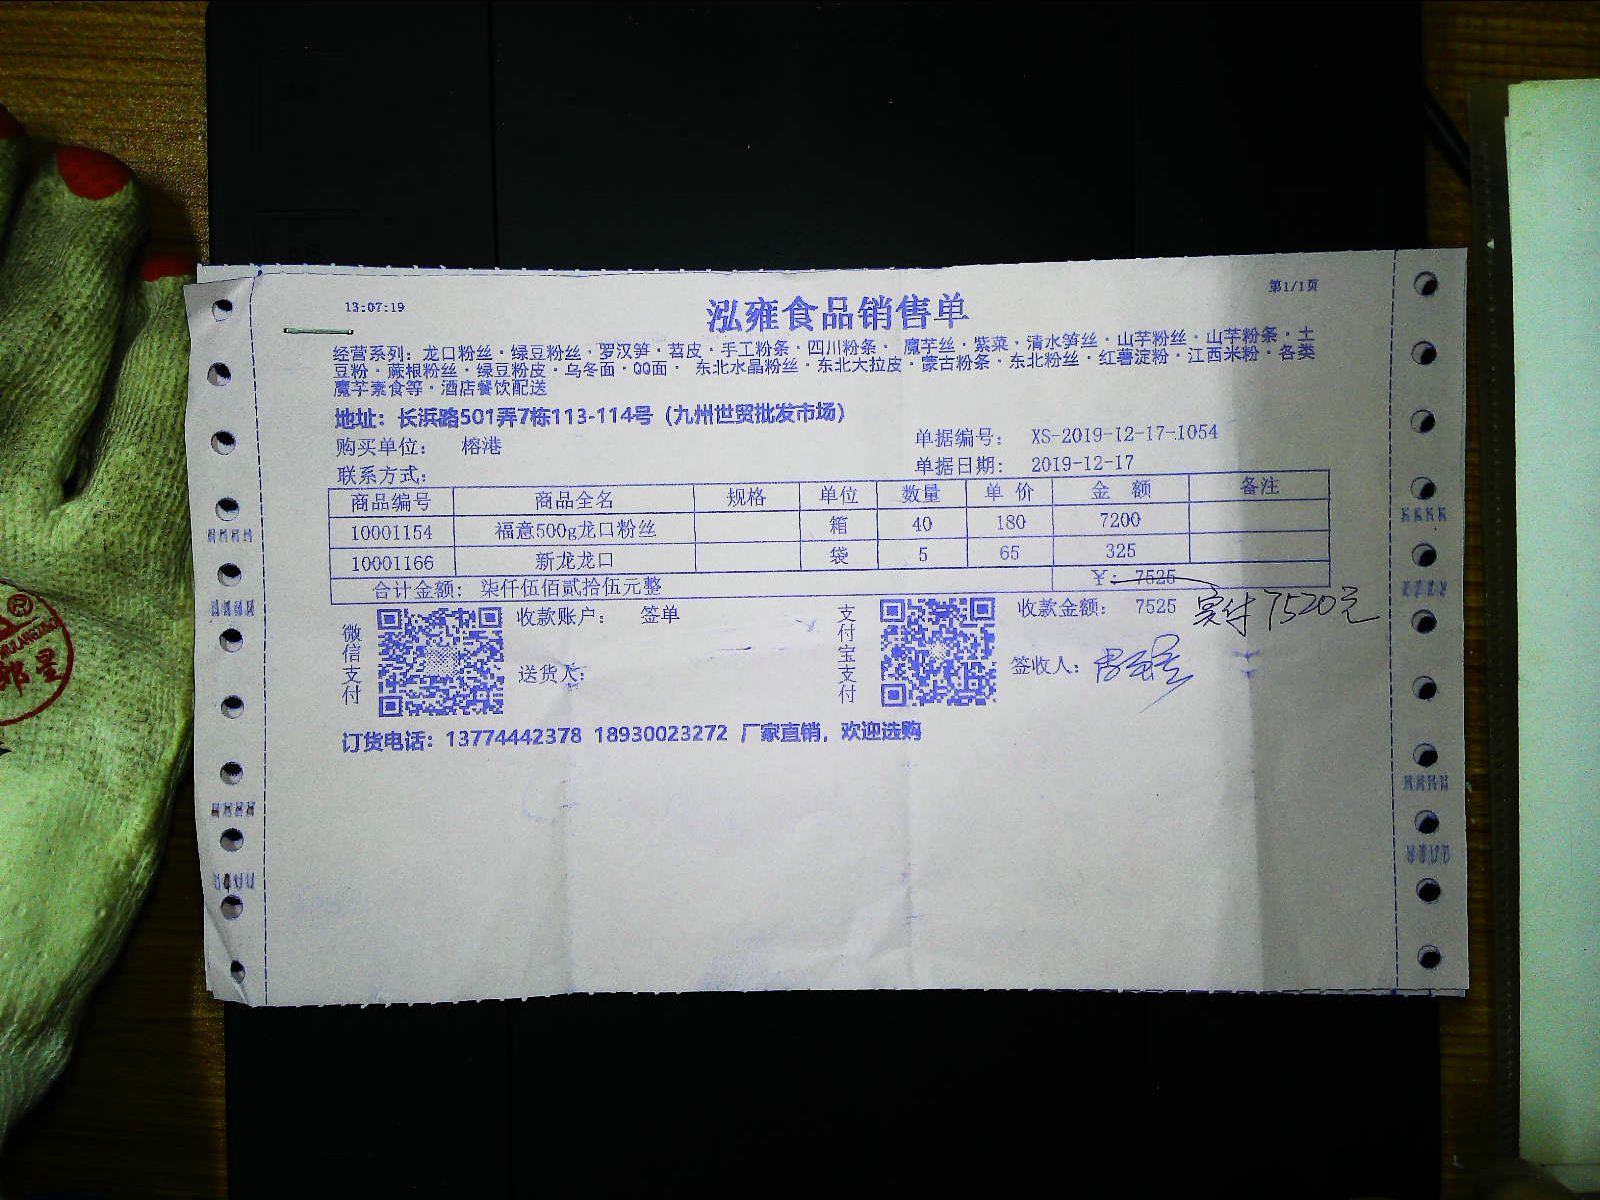 13:07:19
第1/1页
泓雍食品销售单
经营系列：龙口粉丝·绿豆粉丝·罗汉笋·苕皮·手工粉条·四川粉条· 魔芋丝·紫菜·清水笋丝·山芋粉丝·山芋粉条·土
豆粉·蕨根粉丝·绿豆粉皮·乌冬面·QQ面· 东北水晶粉丝·东北大拉皮·蒙古粉条·东北粉丝·红薯淀粉·江西米粉·各类
魔芋素食等·酒店餐饮配送
地址：长浜路501弄7栋113-114号（九州世贸批发市场）
购买单位： 榕港 单据编号： XS-2019-12-17-1054
联系方式： 单据日期： 2019-12-17
商品编号 商品全名 规格 单位 数量 单 价 金 额 备注
10001154 福意500g龙口粉丝 箱 40 180 7200
10001166 新龙龙口 袋 5 65 325
合计金额： 柒仟伍佰贰拾伍元整 ￥：7525
微信支付 收款账户： 签单 支付宝支付 收款金额： 7525 实付7520元
送货人： 签收人：
订货电话：13774442378 18930023272 厂家直销，欢迎选购